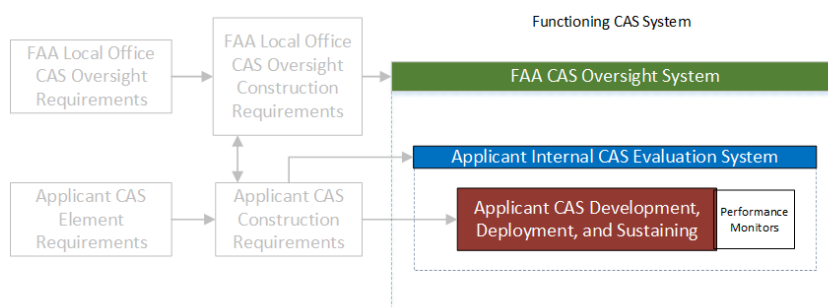 Functioning CAS System
FAA Local Office
CAS Oversight
Requirements
FAA Local Office
CAS Oversight
Construction
Requirements
FAA CAS Oversight System
Applicant Internal CAS Evaluation System
Applicant CAS
Element
Requirements
Applicant CAS
Construction
Requirements
Applicant CAS Development,
Deployment, and Sustaining
Performance
Monitors